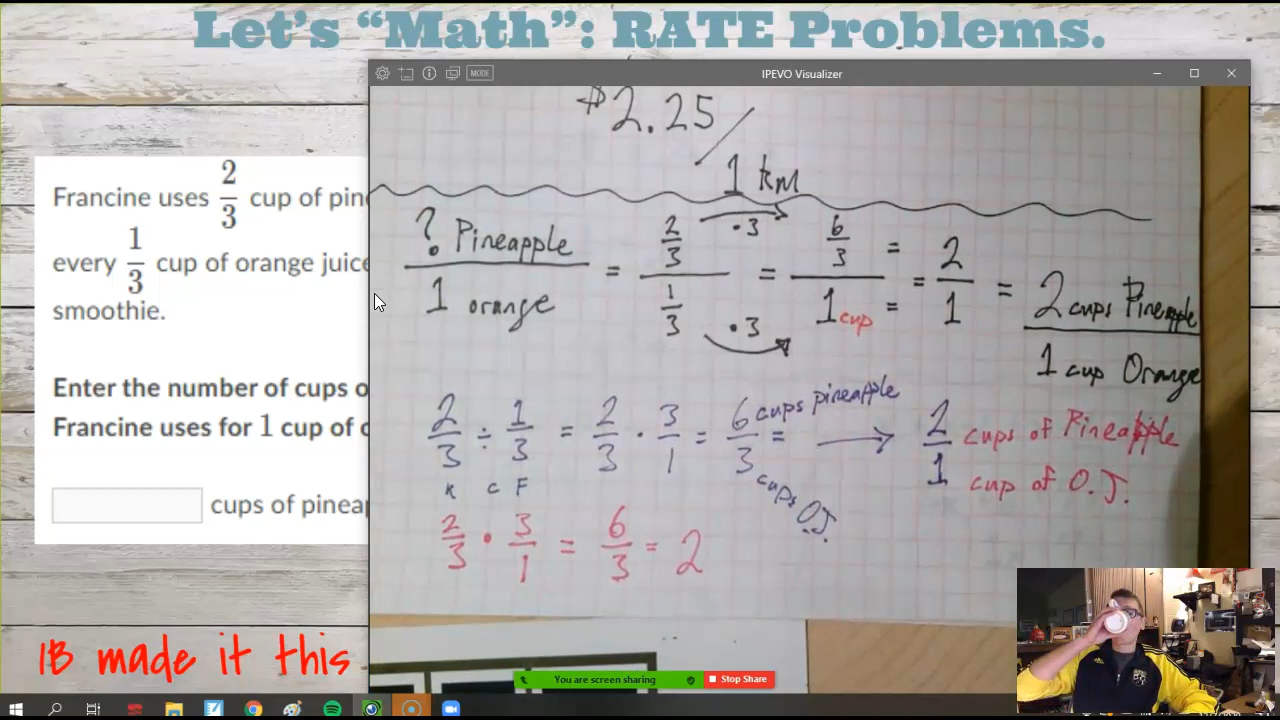 Let's "Math": RATE Problems.
IPEVO Visualizer
MODE
Francine uses 2/3 cup of pin
every 1/3 cup of orange juice
smoothie.
Enter the number of cups o
Francine uses for 1 cup of
cups of pineap
1B made it this
$2.25 / 1 km
? Pineapple / 1 orange = 2/3 / 1/3 = 6/3 / 1 cup = = = 2/1 = 2 cups Pineapple / 1 cup Orange
·3
·3
2/3 ÷ 1/3 = 2/3 · 3/1 = 6 cups pineapple / 3 cups O.J. = → 2 cups of Pineapple / 1 cup of O.J.
K C F
2/3 · 3/1 = 6/3 = 2
You are screen sharing
Stop Share